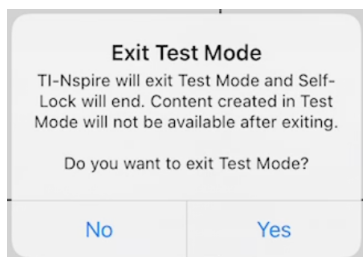 Exit Test Mode
TI-Nspire will exit Test Mode and Self-
Lock will end. Content created in Test
Mode will not be available after exiting.
Do you want to exit Test Mode?
No
Yes